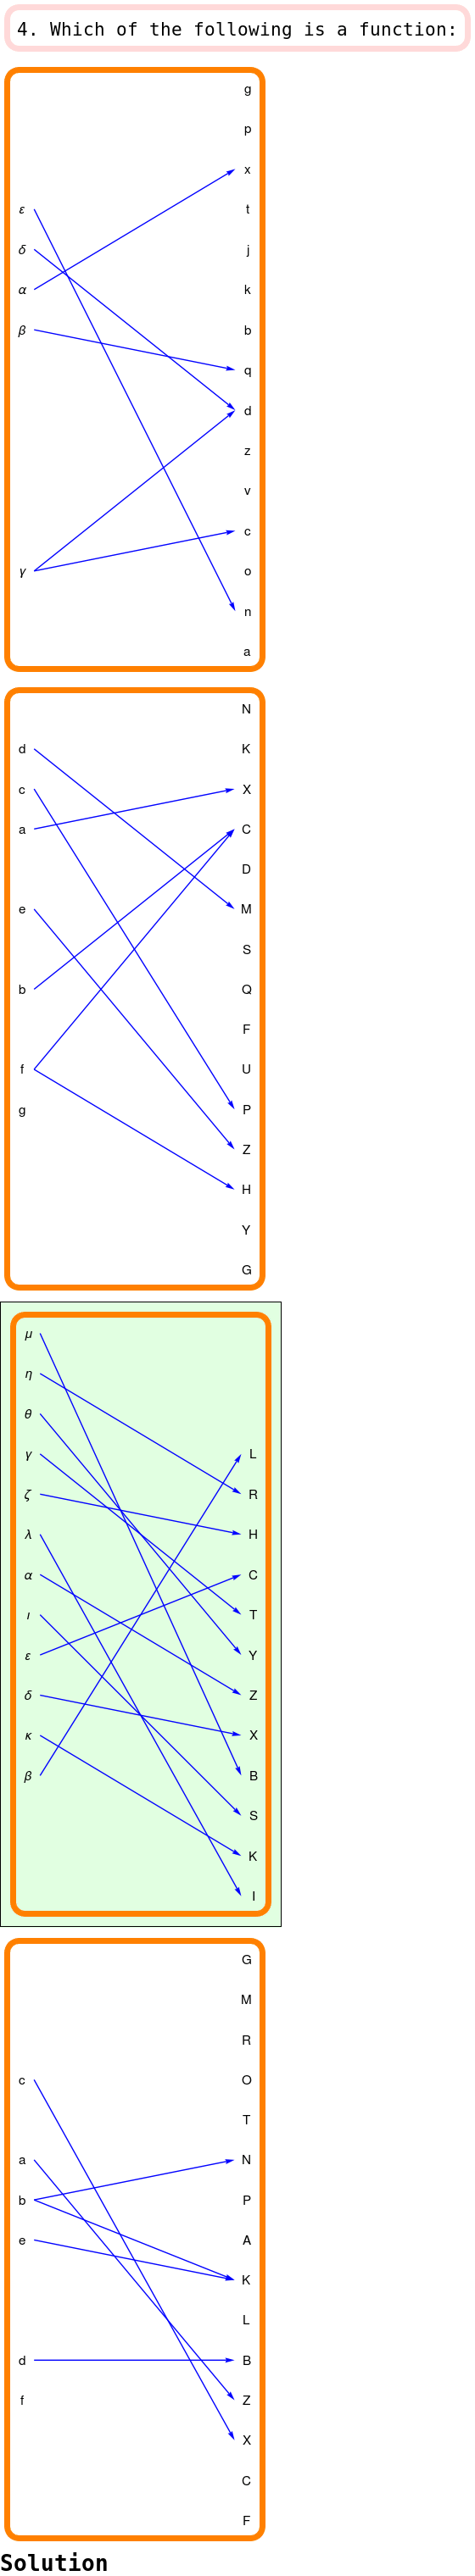 4. Which of the following is a function:
g
p
x
ε t
δ j
α k
β b
q
d
z
v
c
γ o
n
a
N
d K
c X
a C
D
e M
S
b Q
F
f U
g P
Z
H
Y
G
μ
η
θ
γ L
ζ R
λ H
α C
ι T
ε Y
δ Z
κ X
β B
S
K
I
G
M
R
c O
T
a N
b P
e A
K
L
d B
f Z
X
C
F
Solution